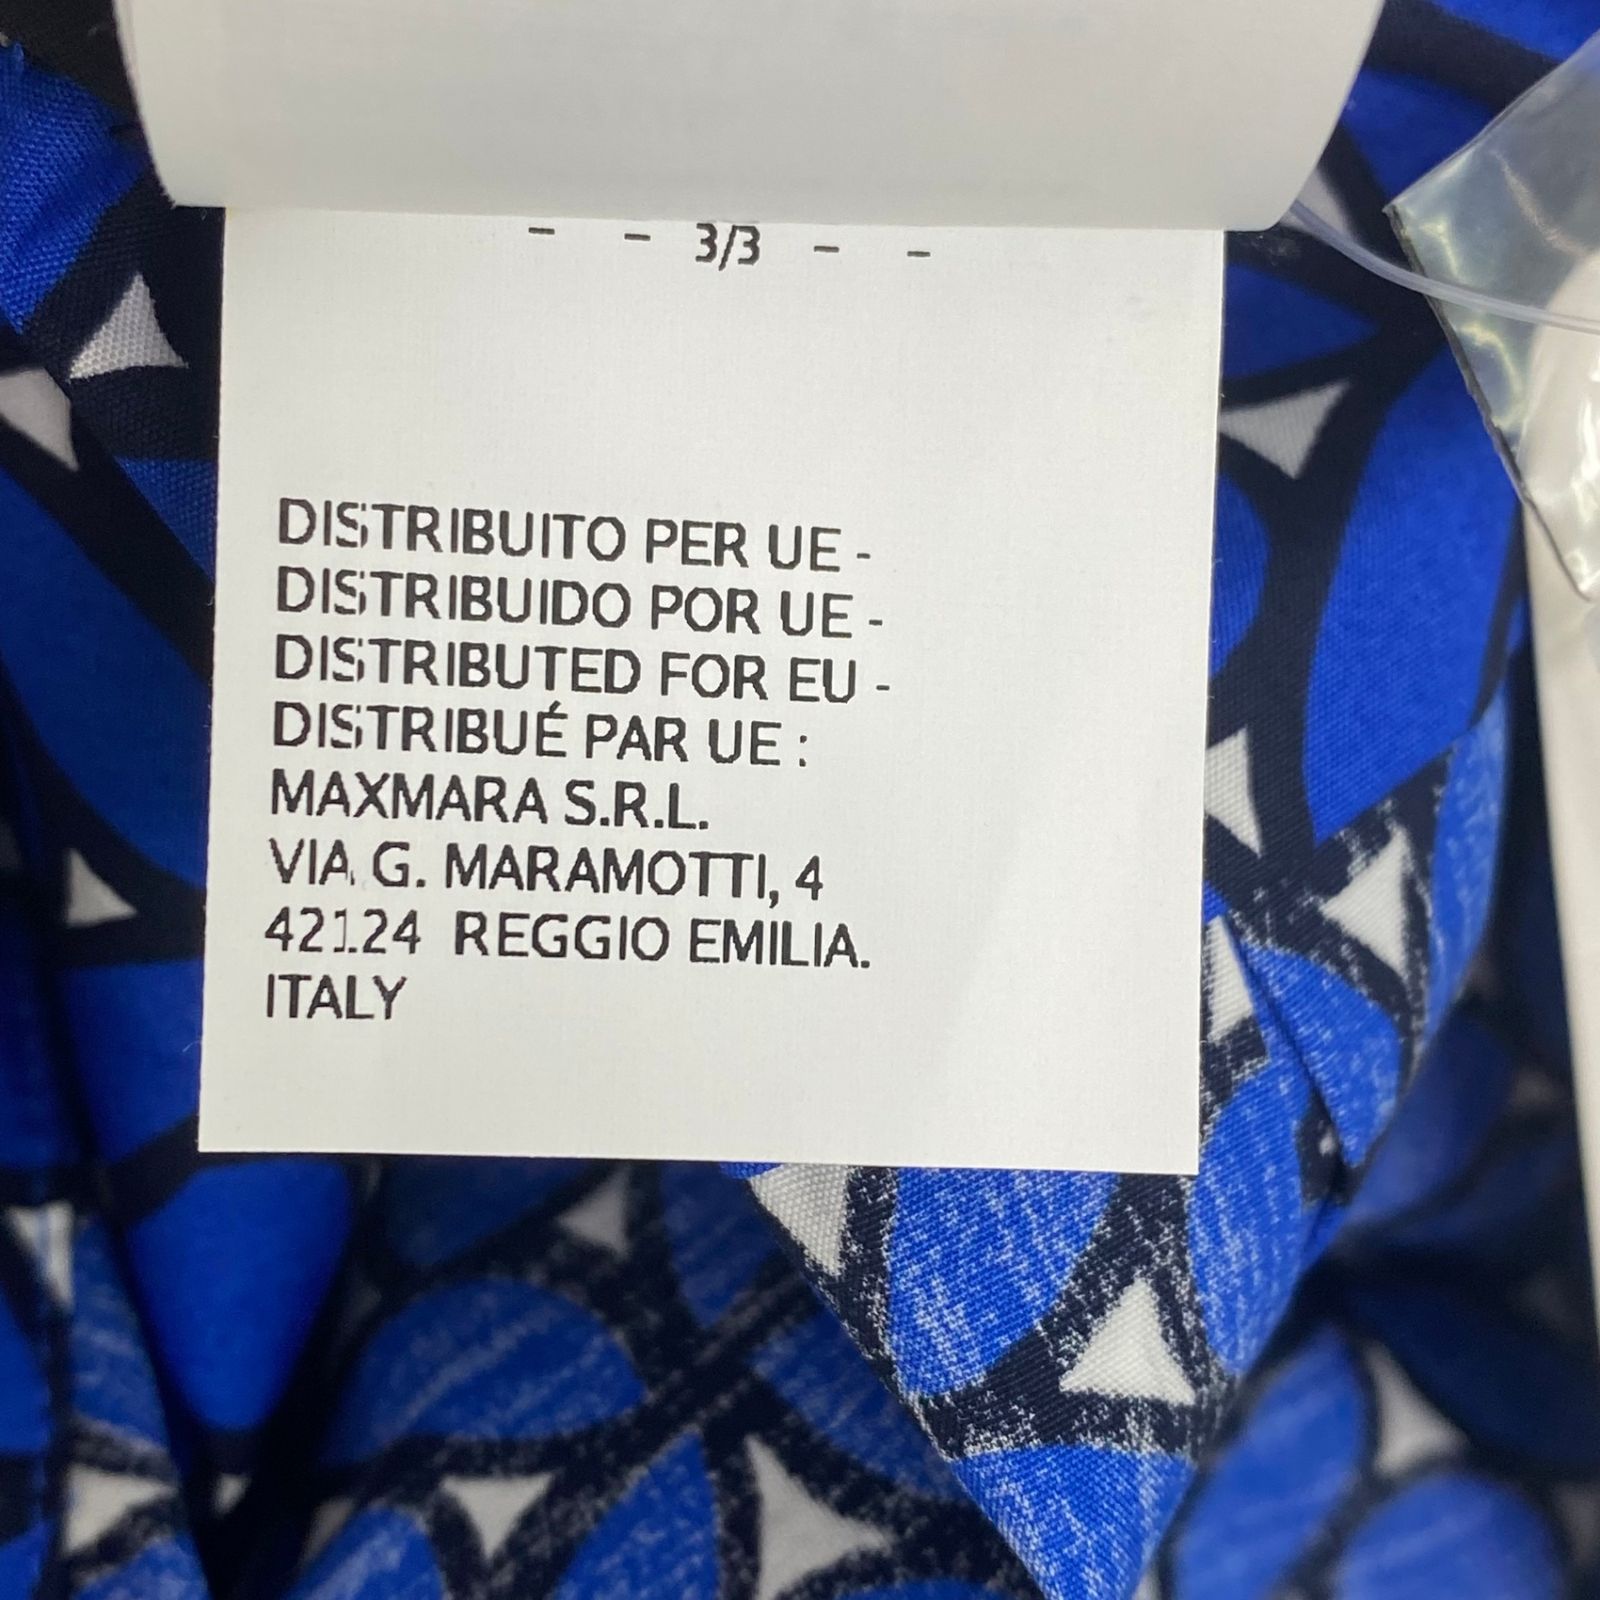 - - 3/3 - -
DISTRIBUITO PER UE -
DISTRIBUIDO POR UE -
DISTRIBUTED FOR EU -
DISTRIBUÉ PAR UE :
MAXMARA S.R.L.
VIA G. MARAMOTTI, 4
42124 REGGIO EMILIA.
ITALY